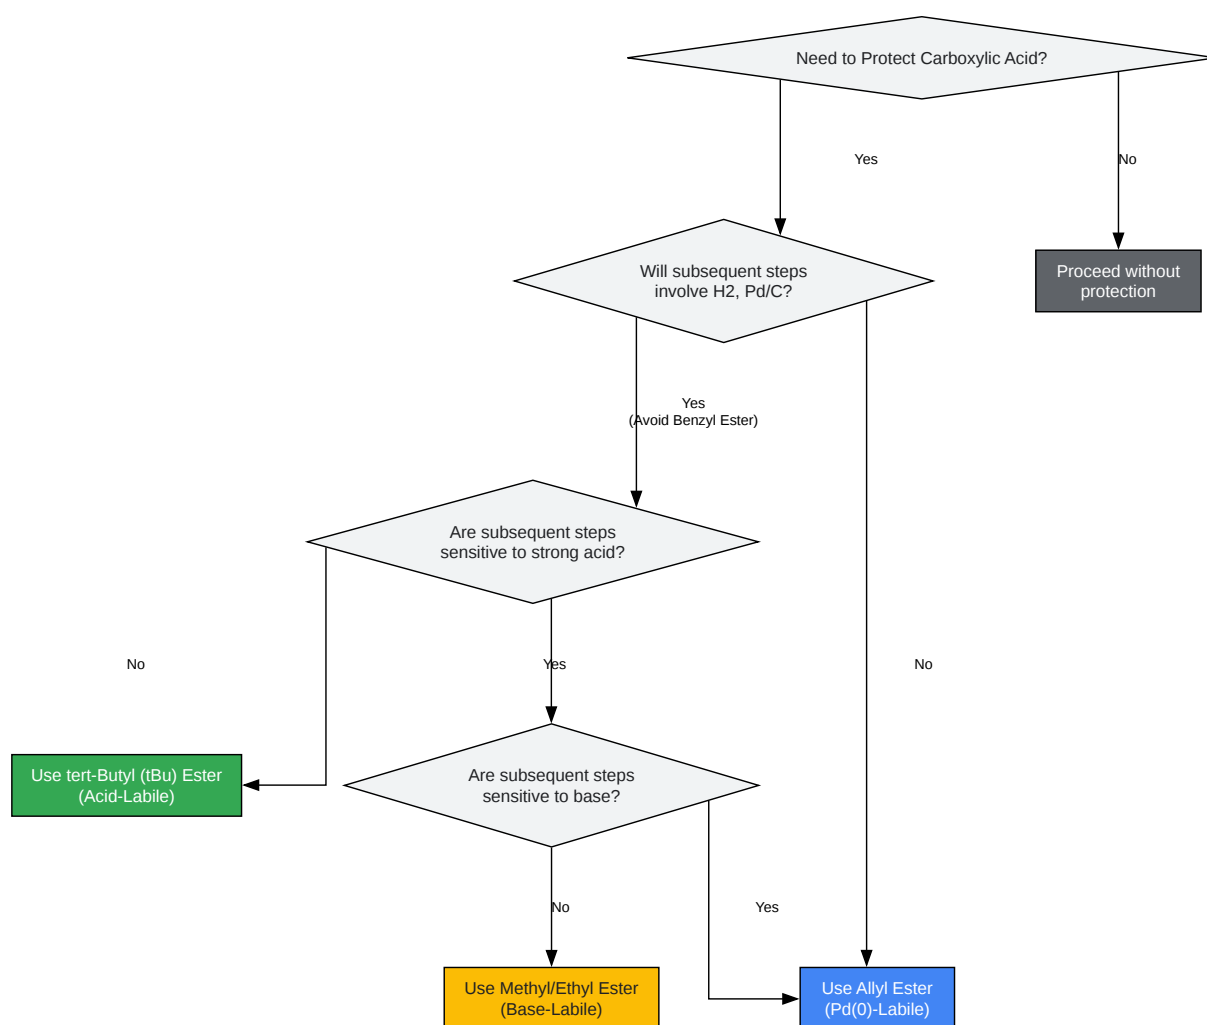 Need to Protect Carboxylic Acid?
Yes
No
Will subsequent steps
involve H2, Pd/C?
Proceed without
protection
Yes
(Avoid Benzyl Ester)
Are subsequent steps
sensitive to strong acid?
No
Yes
No
Use tert-Butyl (tBu) Ester
(Acid-Labile)
Are subsequent steps
sensitive to base?
No
Yes
Use Methyl/Ethyl Ester
(Base-Labile)
Use Allyl Ester
(Pd(0)-Labile)